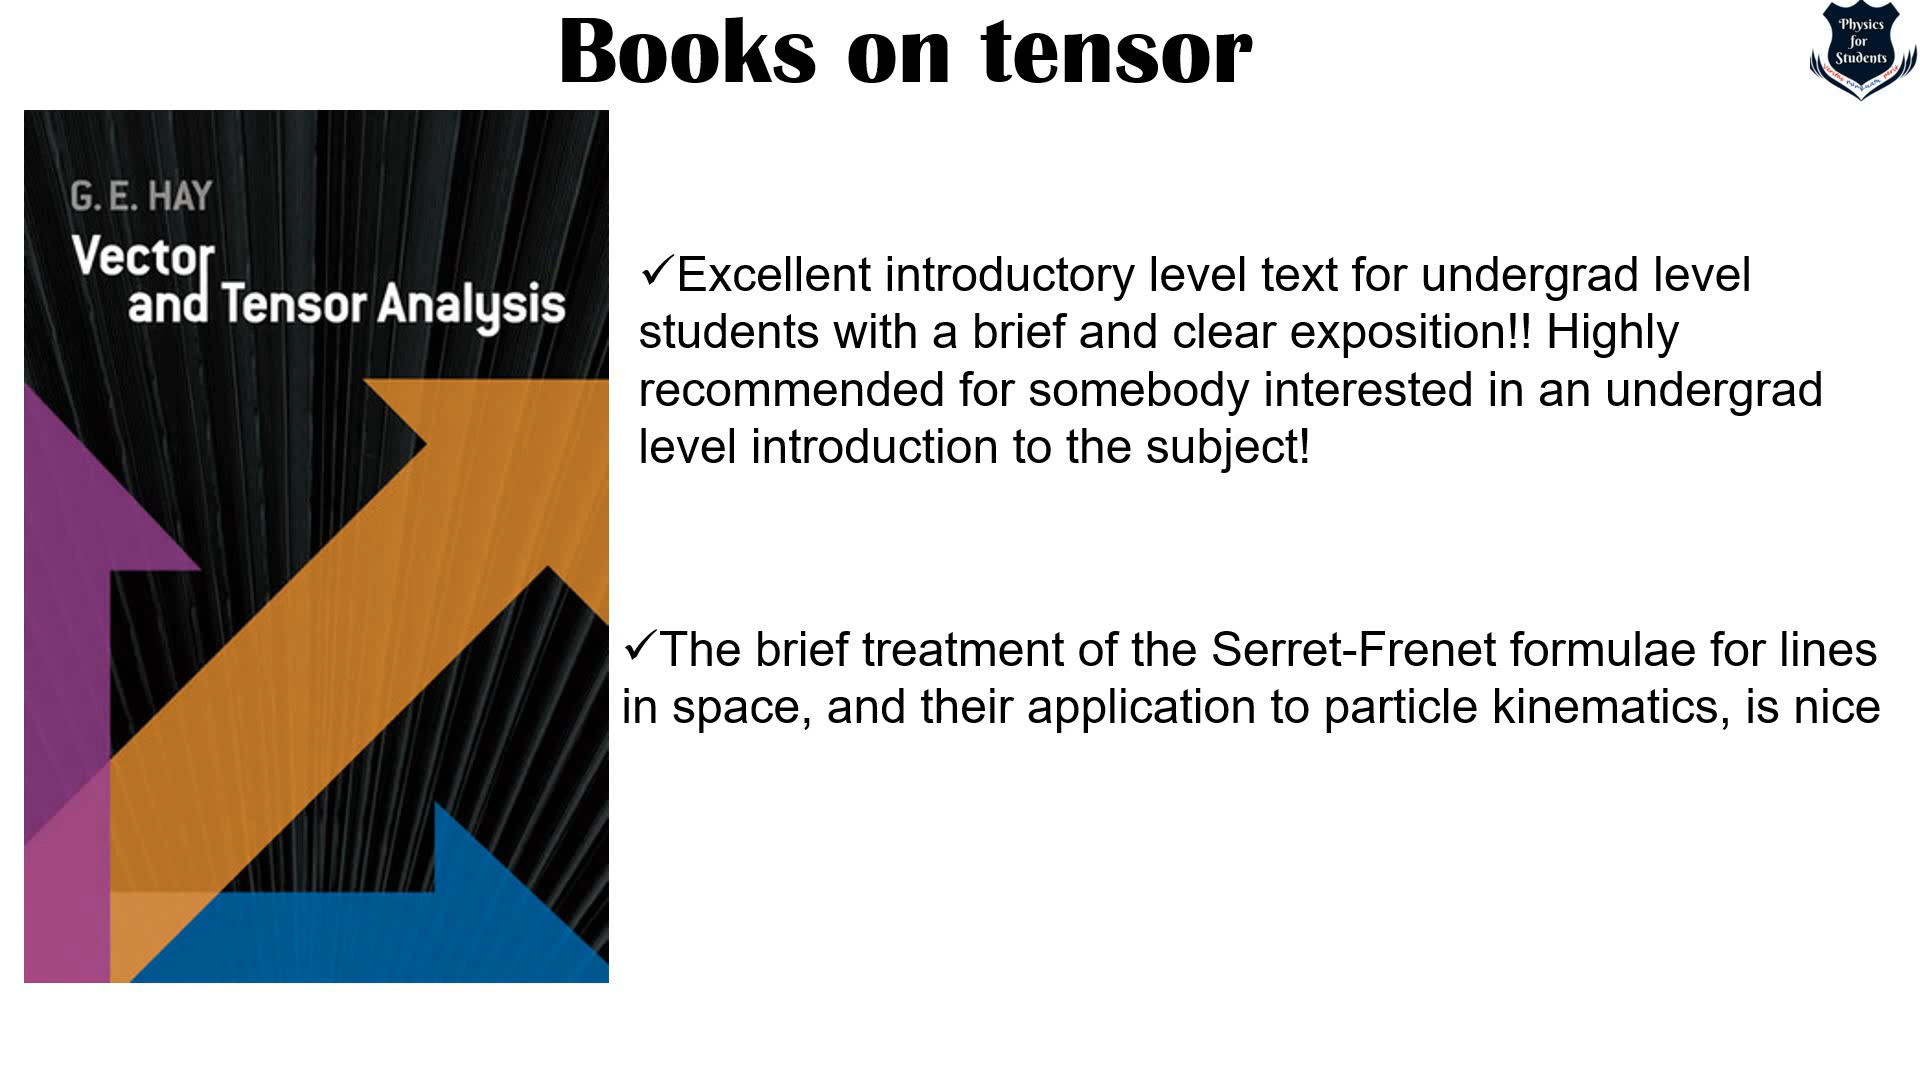 Books on tensor
Physics
for
Students
G. E. HAY
Vector
and Tensor Analysis
✓Excellent introductory level text for undergrad level
students with a brief and clear exposition!! Highly
recommended for somebody interested in an undergrad
level introduction to the subject!
✓The brief treatment of the Serret-Frenet formulae for lines
in space, and their application to particle kinematics, is nice